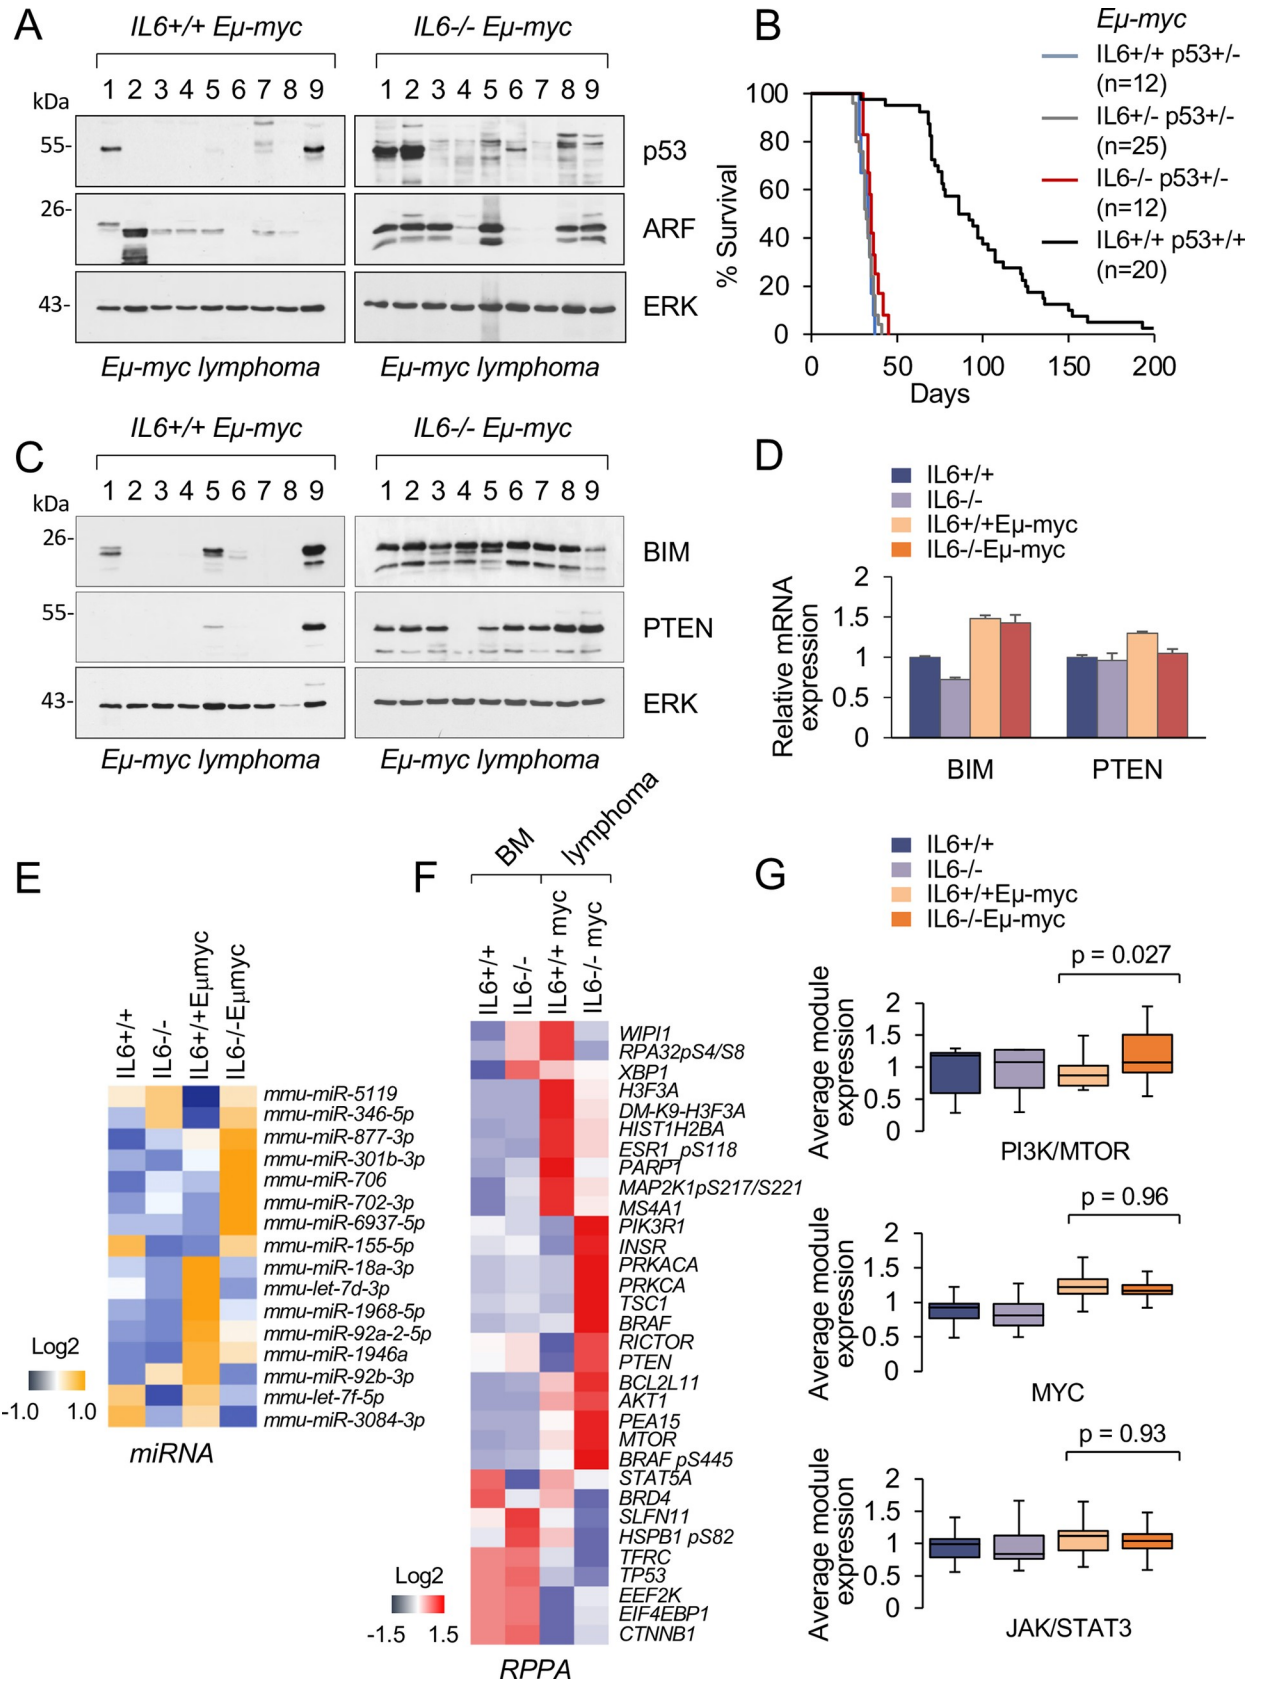 A
IL6+/+ Eμ-myc
IL6-/- Eμ-myc
1 2 3 4 5 6 7 8 9
1 2 3 4 5 6 7 8 9
kDa
55-
p53
26-
ARF
43-
ERK
Eμ-myc lymphoma
Eμ-myc lymphoma
B
Eμ-myc
IL6+/+ p53+/-
(n=12)
IL6+/- p53+/-
(n=25)
IL6-/- p53+/-
(n=12)
IL6+/+ p53+/+
(n=20)
% Survival
100
80
60
40
20
0
0 50 100 150 200
Days
C
IL6+/+ Eμ-myc
IL6-/- Eμ-myc
1 2 3 4 5 6 7 8 9
1 2 3 4 5 6 7 8 9
kDa
26-
BIM
55-
PTEN
43-
ERK
Eμ-myc lymphoma
Eμ-myc lymphoma
D
IL6+/+
IL6-/-
IL6+/+Eμ-myc
IL6-/-Eμ-myc
Relative mRNA
expression
2
1.5
1
0.5
0
BIM PTEN
E
IL6+/+
IL6-/-
IL6+/+Eμmyc
IL6-/-Eμmyc
mmu-miR-5119
mmu-miR-346-5p
mmu-miR-877-3p
mmu-miR-301b-3p
mmu-miR-706
mmu-miR-702-3p
mmu-miR-6937-5p
mmu-miR-155-5p
mmu-miR-18a-3p
mmu-let-7d-3p
mmu-miR-1968-5p
mmu-miR-92a-2-5p
mmu-miR-1946a
mmu-miR-92b-3p
mmu-let-7f-5p
mmu-miR-3084-3p
Log2
-1.0 1.0
miRNA
F
BM
lymphoma
IL6+/+
IL6-/-
IL6+/+ myc
IL6-/- myc
WIPI1
RPA32pS4/S8
XBP1
H3F3A
DM-K9-H3F3A
HIST1H2BA
ESR1_pS118
PARP1
MAP2K1pS217/S221
MS4A1
PIK3R1
INSR
PRKACA
PRKCA
TSC1
BRAF
RICTOR
PTEN
BCL2L11
AKT1
PEA15
MTOR
BRAF pS445
STAT5A
BRD4
SLFN11
HSPB1 pS82
TFRC
TP53
EEF2K
EIF4EBP1
CTNNB1
Log2
-1.5 1.5
RPPA
G
IL6+/+
IL6-/-
IL6+/+Eμ-myc
IL6-/-Eμ-myc
p = 0.027
Average module
expression
2
1.5
1
0.5
0
PI3K/MTOR
p = 0.96
Average module
expression
2
1.5
1
0.5
0
MYC
p = 0.93
Average module
expression
2
1.5
1
0.5
0
JAK/STAT3